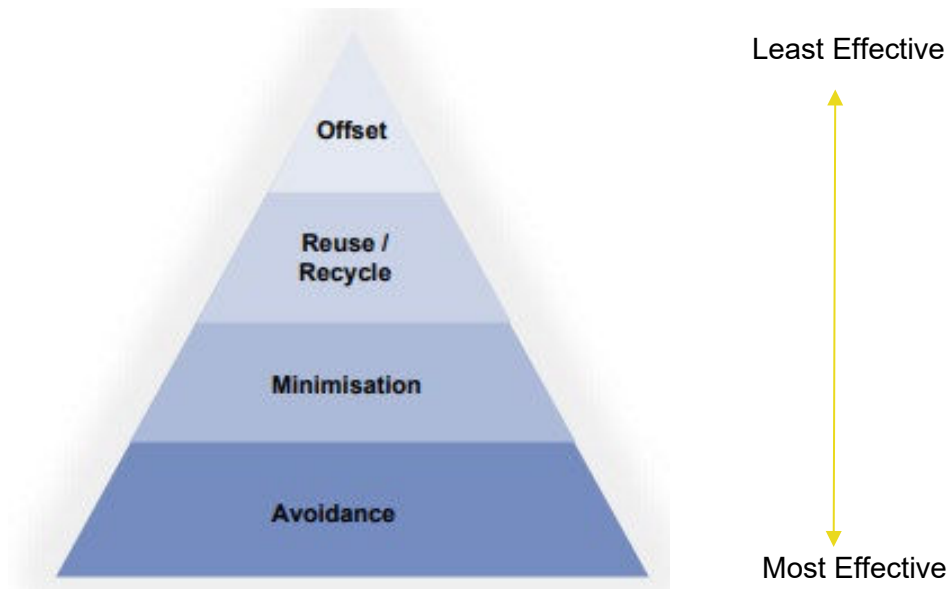 Least Effective
Offset
Reuse /
Recycle
Minimisation
Avoidance
Most Effective